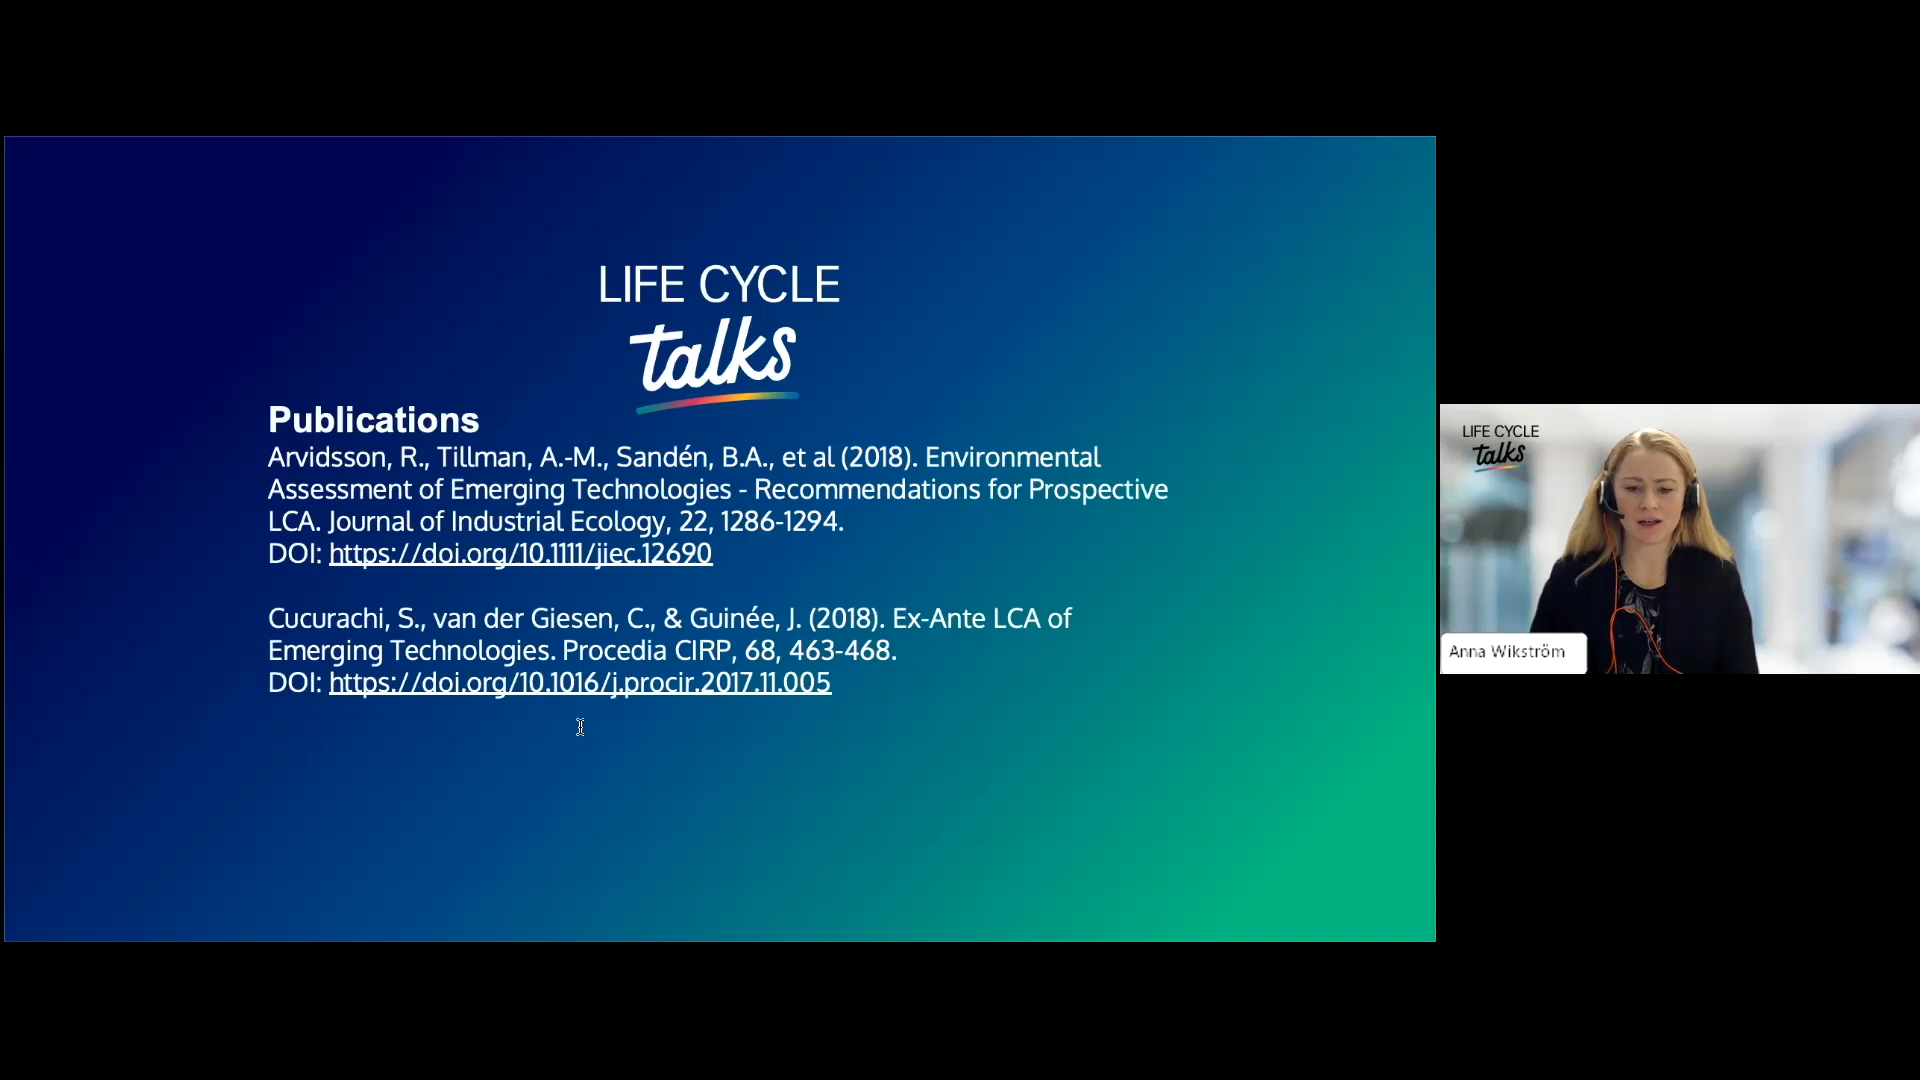 LIFE CYCLE
talks
Publications
Arvidsson, R., Tillman, A.-M., Sandén, B.A., et al (2018). Environmental
Assessment of Emerging Technologies - Recommendations for Prospective
LCA. Journal of Industrial Ecology, 22, 1286-1294.
DOI: https://doi.org/10.1111/jiec.12690
Cucurachi, S., van der Giesen, C., & Guinée, J. (2018). Ex-Ante LCA of
Emerging Technologies. Procedia CIRP, 68, 463-468.
DOI: https://doi.org/10.1016/j.procir.2017.11.005
LIFE CYCLE
talks
Anna Wikström